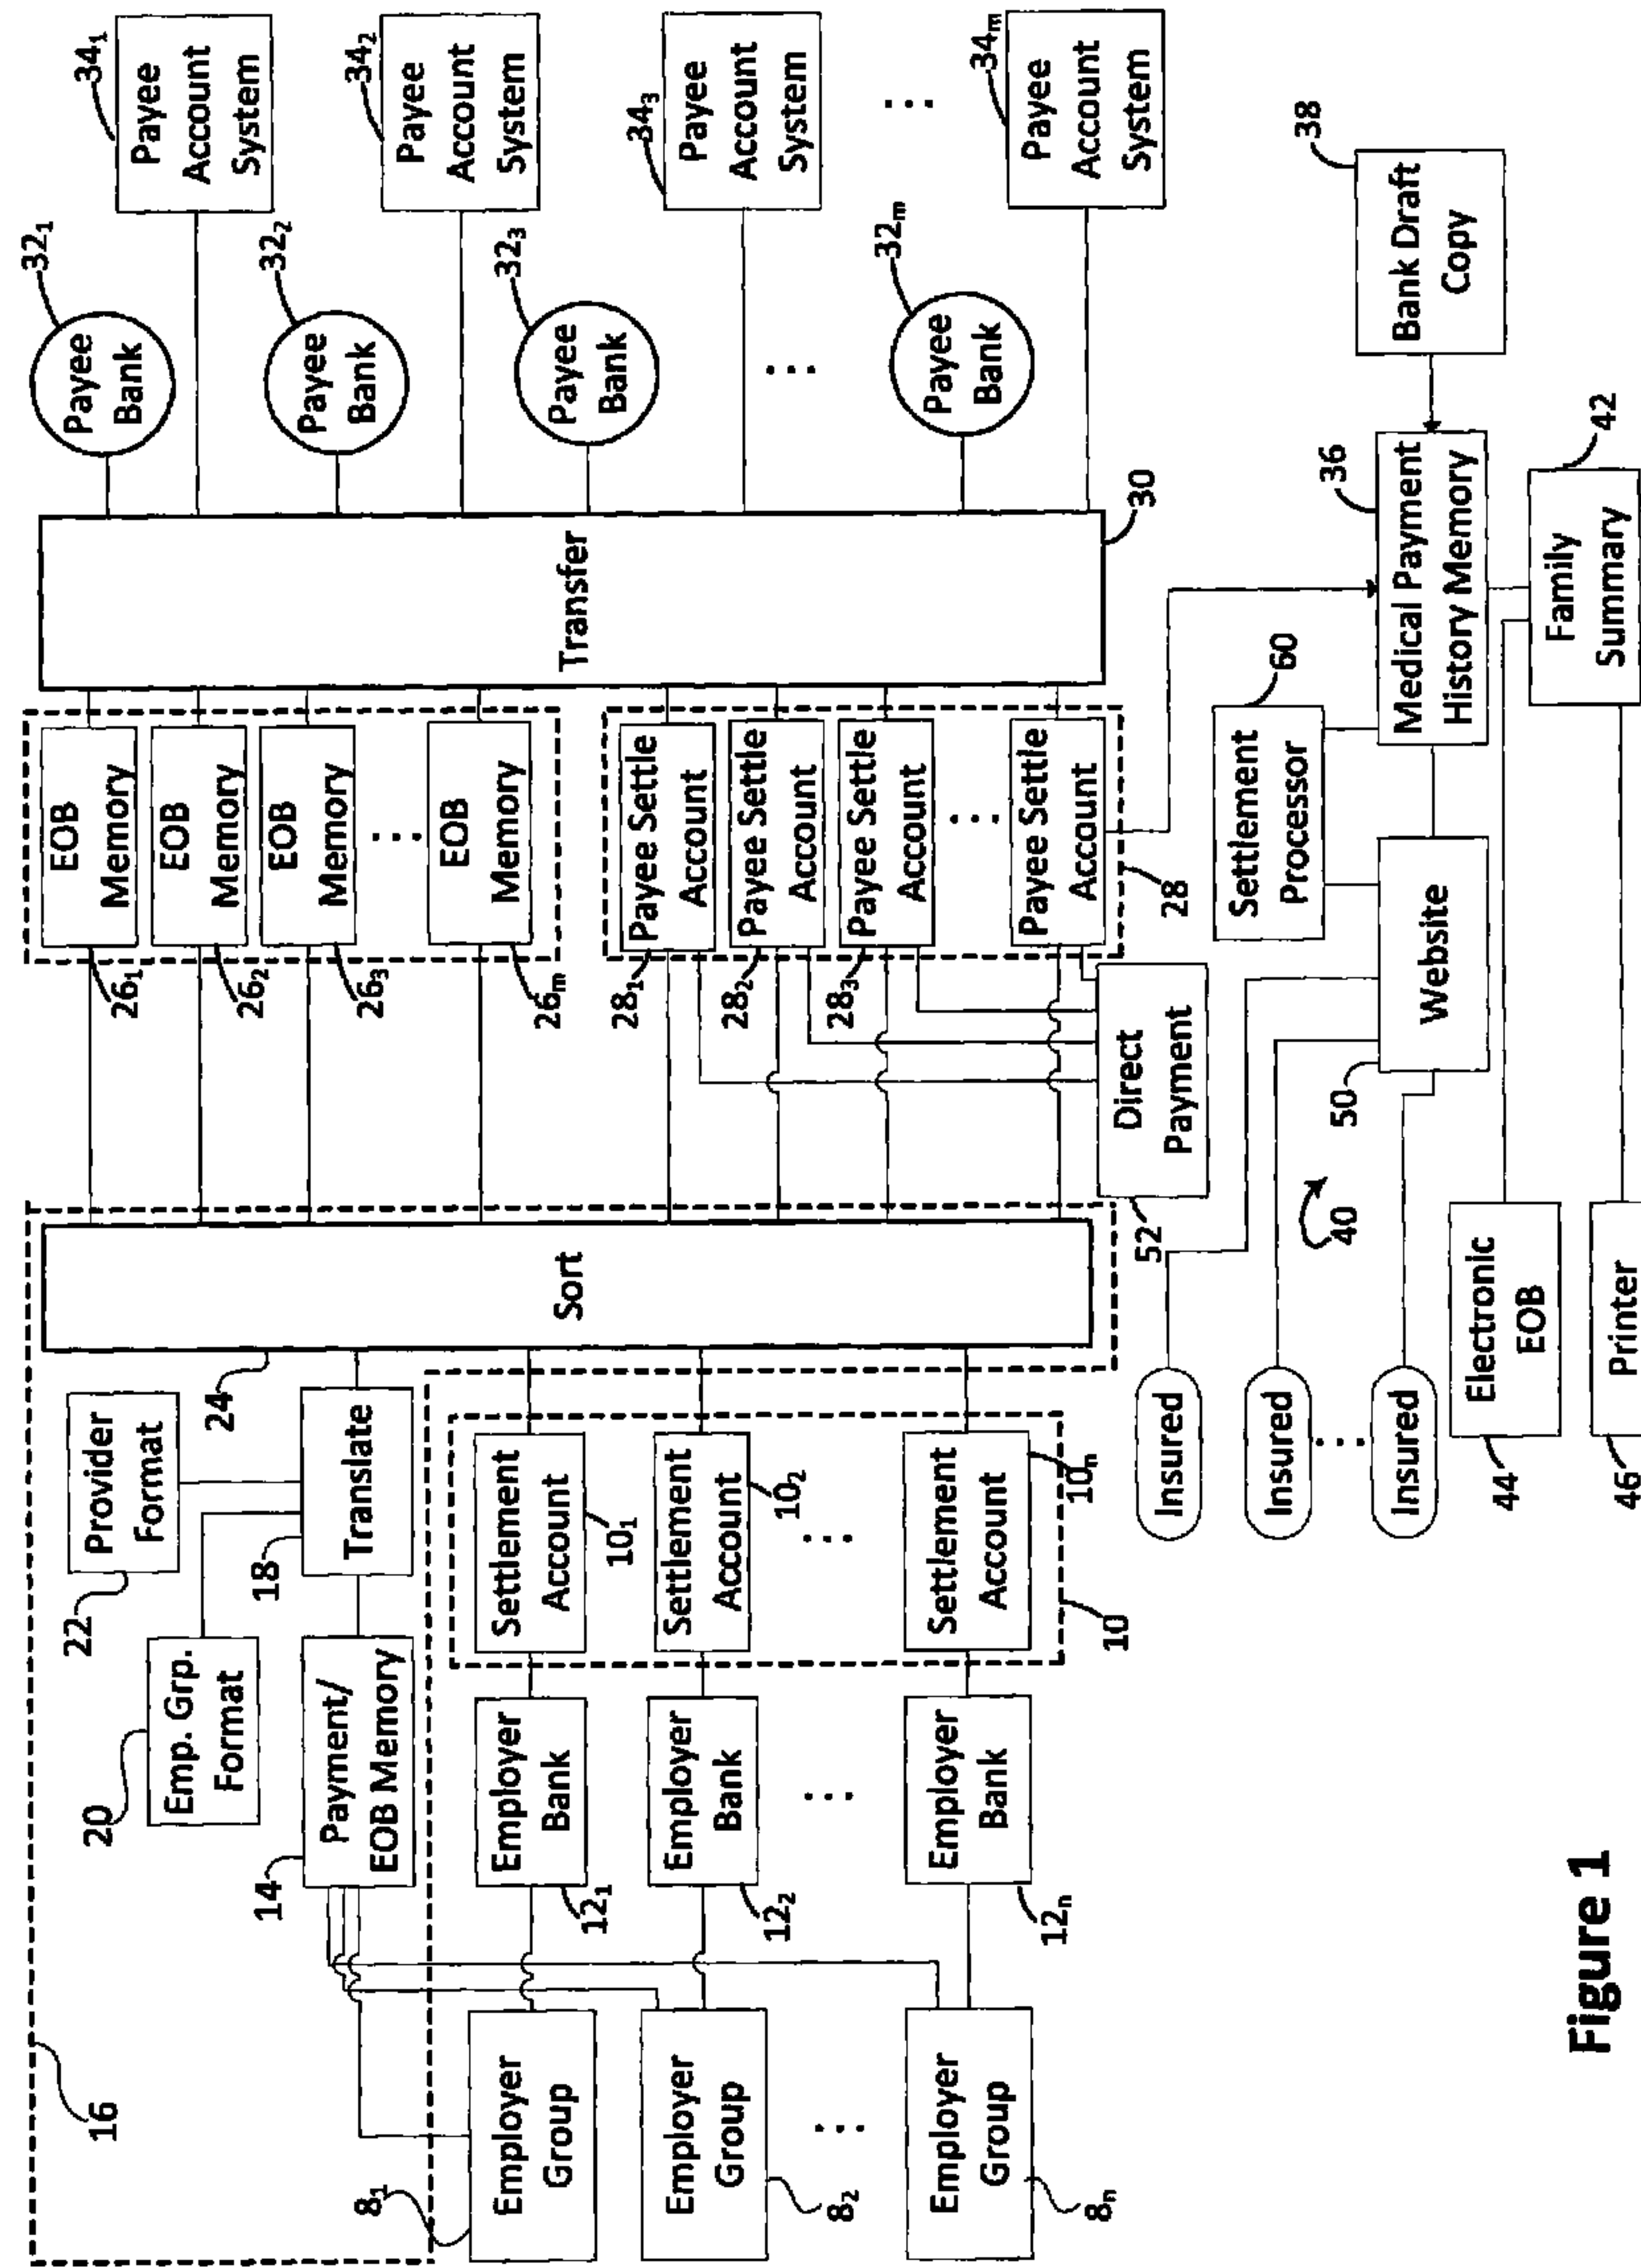 16
20
Emp. Grp.
Format
22
Provider
Format
14
Payment/
EOB Memory
18
Translate
24
Sort
8₁
Employer
Group
12₁
Employer
Bank
Settlement
Account
10₁
Employer
Group
8₂
Employer
Bank
12₂
Settlement
Account
10₂
⋮
⋮
⋮
Employer
Group
8ₙ
Employer
Bank
12ₙ
Settlement
Account
10ₙ
10
26₁
EOB
Memory
26₂
EOB
Memory
26₃
EOB
Memory
⋮
26ₘ
EOB
Memory
28₁
Payee Settle
Account
28₂
Payee Settle
Account
28₃
Payee Settle
Account
⋮
Payee Settle
Account
28
52
Direct
Payment
Transfer
30
Payee
Bank
32₁
Payee
Account
System
34₁
Payee
Bank
32₂
Payee
Account
System
34₂
Payee
Bank
32₃
Payee
Account
System
34₃
⋮
⋮
Payee
Bank
32ₘ
Payee
Account
System
34ₘ
Insured
Insured
⋮
Insured
40
50
Website
Settlement
Processor
60
Medical Payment
History Memory
36
Bank Draft
Copy
38
44
Electronic
EOB
Family
Summary
42
46
Printer
Figure 1